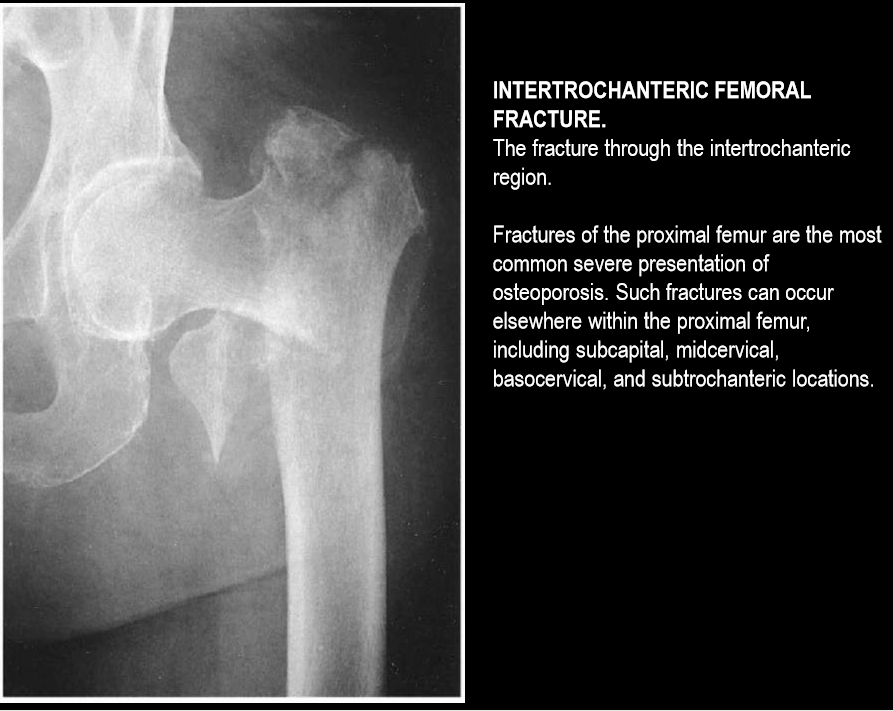 INTERTROCHANTERIC FEMORAL
FRACTURE.
The fracture through the intertrochanteric
region.
Fractures of the proximal femur are the most
common severe presentation of
osteoporosis. Such fractures can occur
elsewhere within the proximal femur,
including subcapital, midcervical,
basocervical, and subtrochanteric locations.